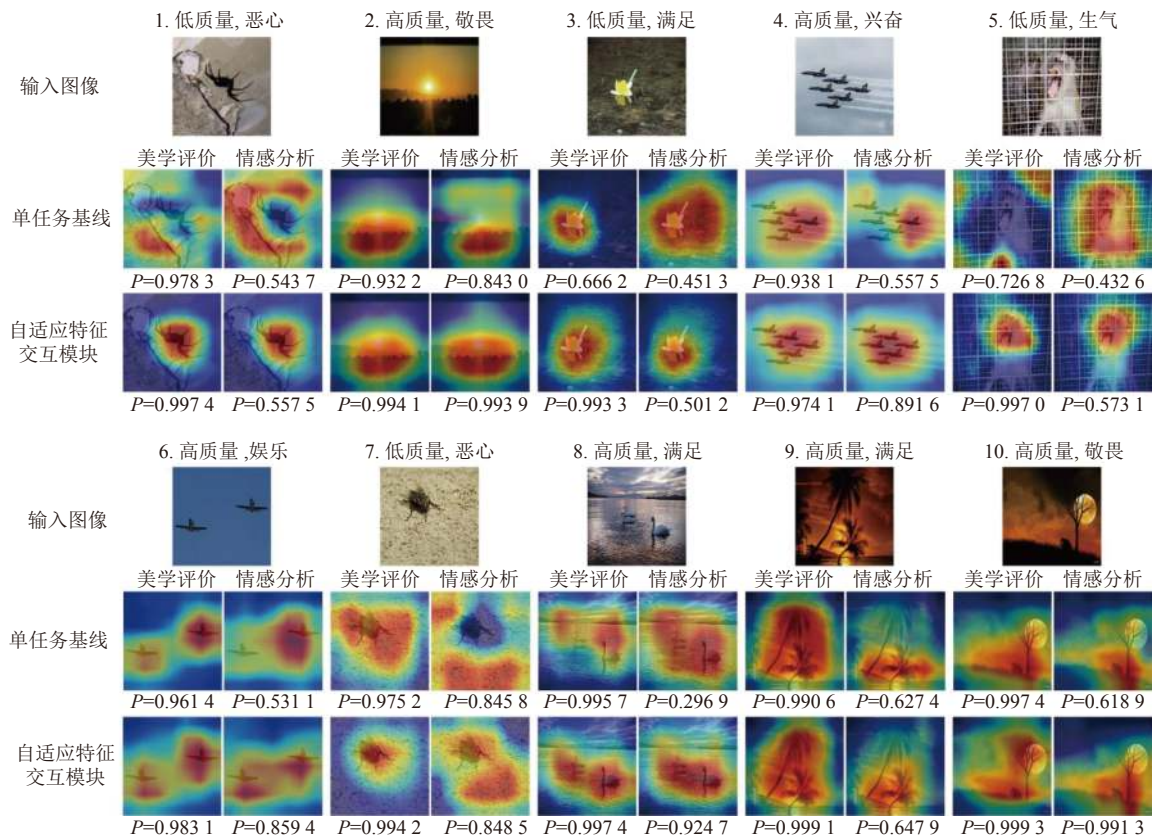 1. 低质量, 恶心 2. 高质量, 敬畏 3. 低质量, 满足 4. 高质量, 兴奋 5. 低质量, 生气
输入图像
美学评价 情感分析 美学评价 情感分析 美学评价 情感分析 美学评价 情感分析 美学评价 情感分析
单任务基线
P=0.978 3 P=0.543 7 P=0.932 2 P=0.843 0 P=0.666 2 P=0.451 3 P=0.938 1 P=0.557 5 P=0.726 8 P=0.432 6
自适应特征
交互模块
P=0.997 4 P=0.557 5 P=0.994 1 P=0.993 9 P=0.993 3 P=0.501 2 P=0.974 1 P=0.891 6 P=0.997 0 P=0.573 1
6. 高质量 ,娱乐 7. 低质量, 恶心 8. 高质量, 满足 9. 高质量, 满足 10. 高质量, 敬畏
输入图像
美学评价 情感分析 美学评价 情感分析 美学评价 情感分析 美学评价 情感分析 美学评价 情感分析
单任务基线
P=0.961 4 P=0.531 1 P=0.975 2 P=0.845 8 P=0.995 7 P=0.296 9 P=0.990 6 P=0.627 4 P=0.997 4 P=0.618 9
自适应特征
交互模块
P=0.983 1 P=0.859 4 P=0.994 2 P=0.848 5 P=0.997 4 P=0.924 7 P=0.999 1 P=0.647 9 P=0.999 3 P=0.991 3